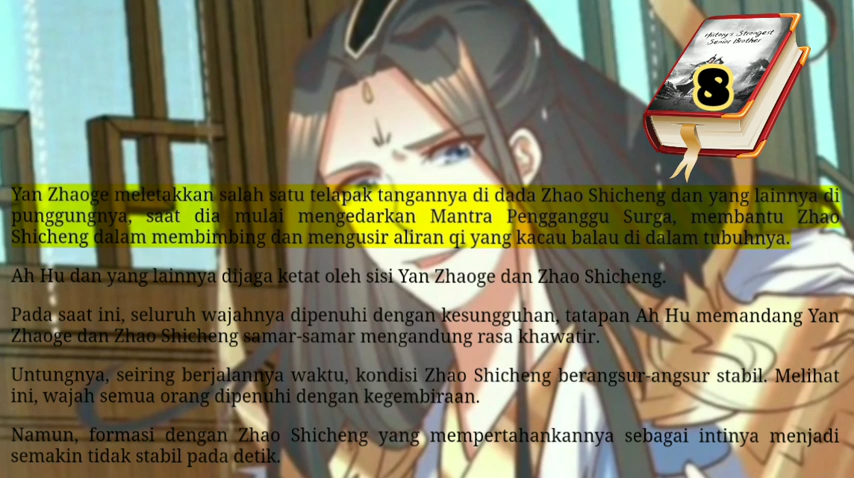 History's Strongest
Senior Brother
8
Yan Zhaoge meletakkan salah satu telapak tangannya di dada Zhao Shicheng dan yang lainnya di
punggungnya, saat dia mulai mengedarkan Mantra Pengganggu Surga, membantu Zhao
Shicheng dalam membimbing dan mengusir aliran qi yang kacau balau di dalam tubuhnya.
Ah Hu dan yang lainnya dijaga ketat oleh sisi Yan Zhaoge dan Zhao Shicheng.
Pada saat ini, seluruh wajahnya dipenuhi dengan kesungguhan, tatapan Ah Hu memandang Yan
Zhaoge dan Zhao Shicheng samar-samar mengandung rasa khawatir.
Untungnya, seiring berjalannya waktu, kondisi Zhao Shicheng berangsur-angsur stabil. Melihat
ini, wajah semua orang dipenuhi dengan kegembiraan.
Namun, formasi dengan Zhao Shicheng yang mempertahankannya sebagai intinya menjadi
semakin tidak stabil pada detik.